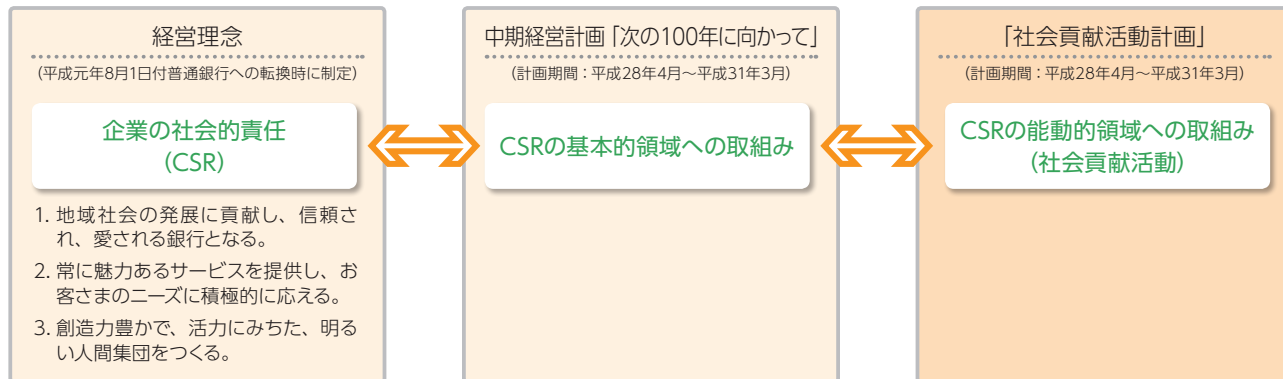 経営理念
(平成元年8月1日付普通銀行への転換時に制定)
企業の社会的責任
(CSR)
1. 地域社会の発展に貢献し、信頼さ
れ、愛される銀行となる。
2. 常に魅力あるサービスを提供し、お
客さまのニーズに積極的に応える。
3. 創造力豊かで、活力にみちた、明る
い人間集団をつくる。
中期経営計画「次の100年に向かって」
(計画期間：平成28年4月～平成31年3月)
CSRの基本的領域への取組み
「社会貢献活動計画」
(計画期間：平成28年4月～平成31年3月)
CSRの能動的領域への取組み
(社会貢献活動)